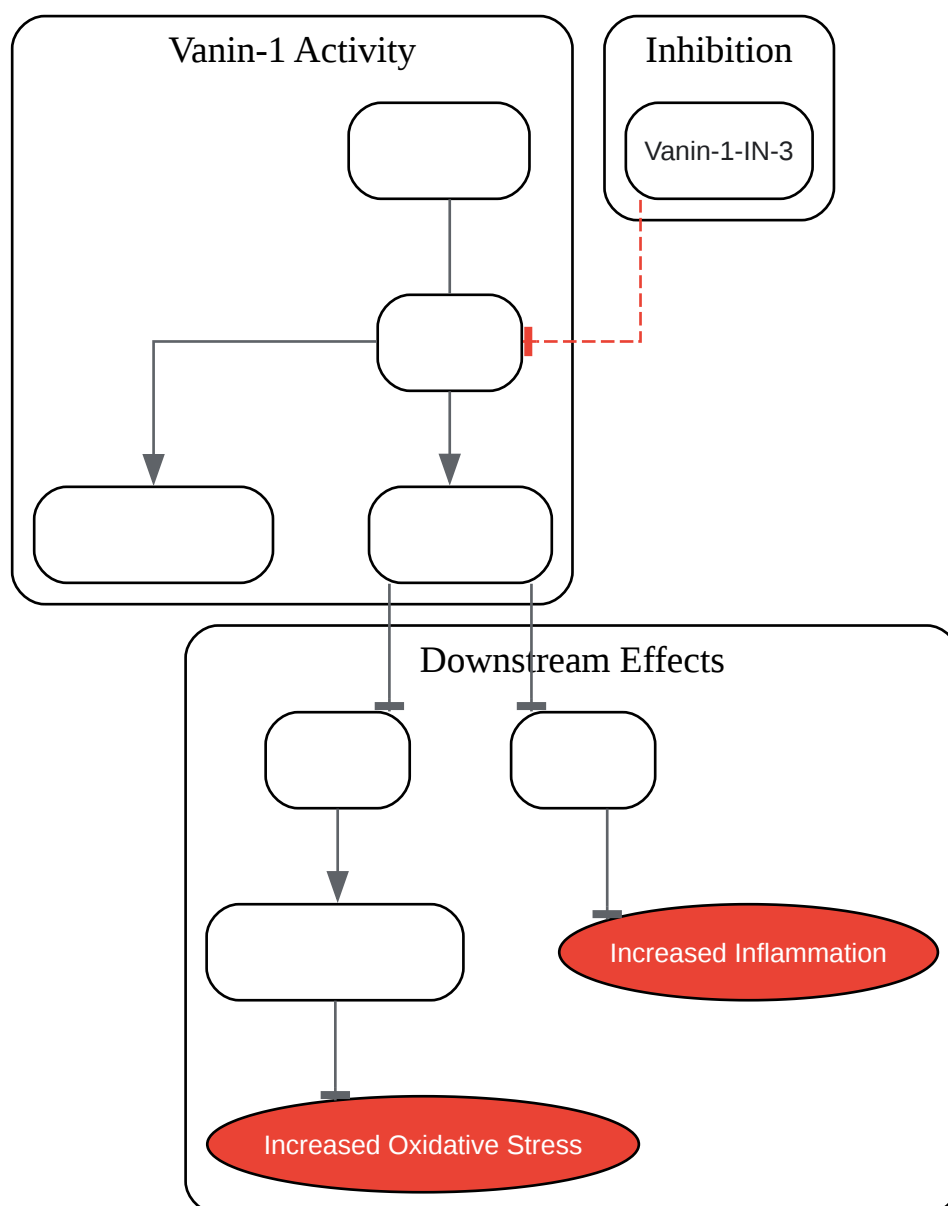 Vanin-1 Activity
Inhibition
Vanin-1-IN-3
Downstream Effects
Increased Inflammation
Increased Oxidative Stress